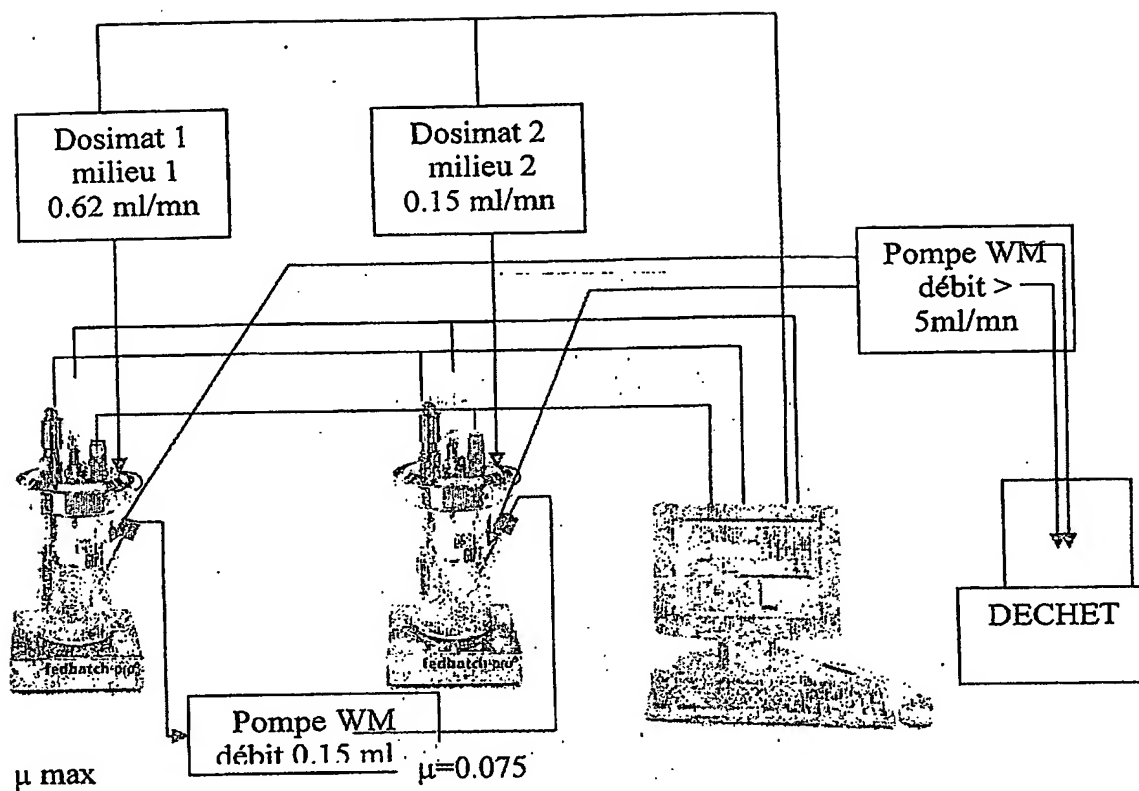 Dosimat 1
milieu 1
0.62 ml/mn
Dosimat 2
milieu 2
0.15 ml/mn
Pompe WM
débit >
5ml/mn
DECHET
fedbatch-pro
fedbatch-pro
Pompe WM
débit 0.15 ml
µ max
µ=0.075